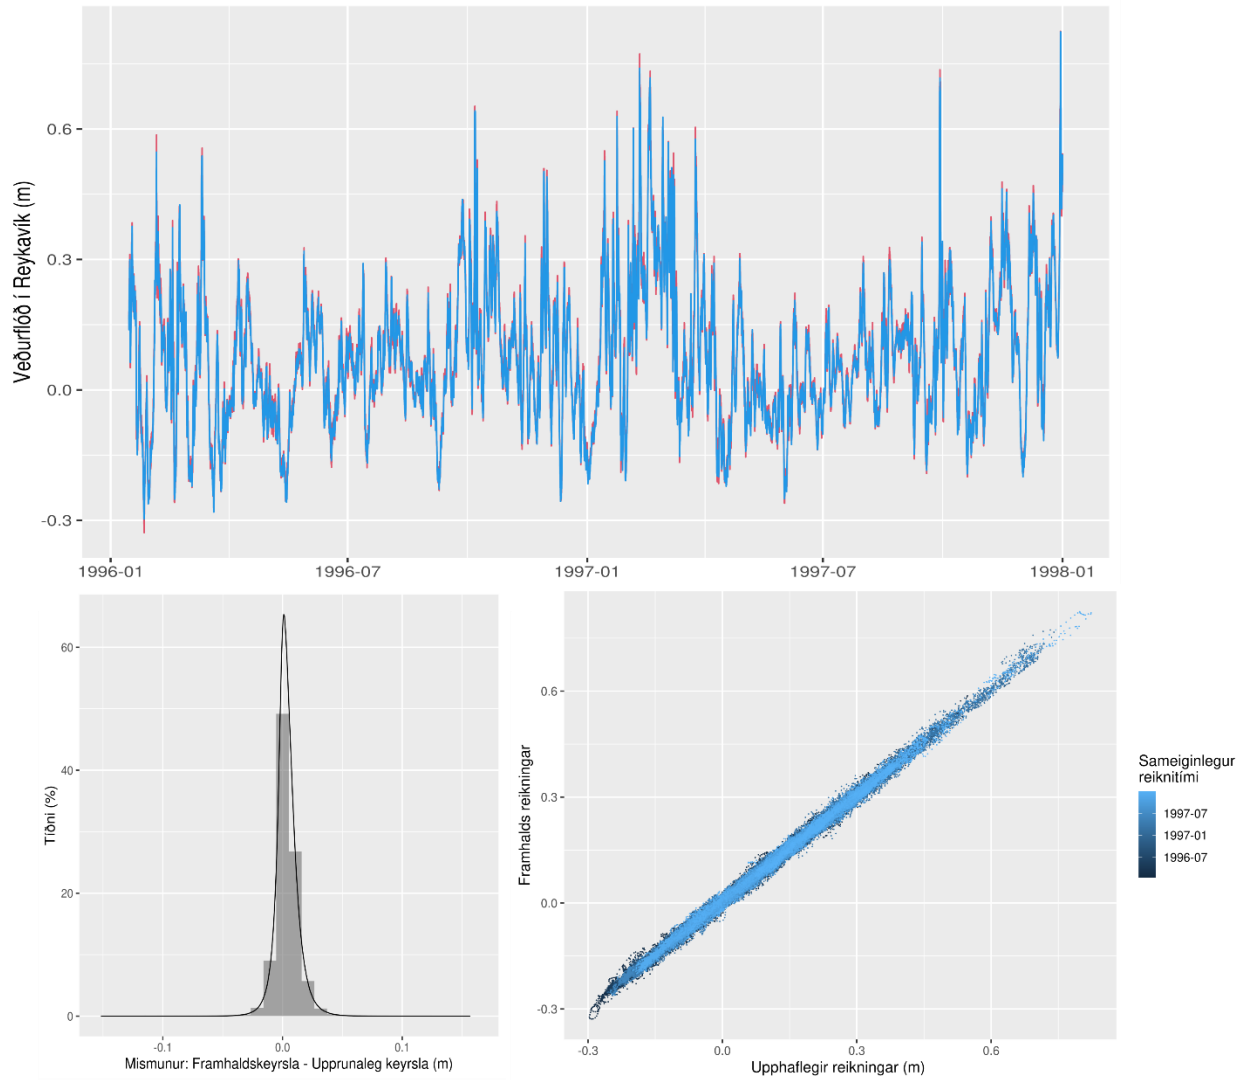 Veðurflóð í Reykavík (m)
0.6
0.3
0.0
-0.3
1996-01 1996-07 1997-01 1997-07 1998-01
Tíðni (%)
60
40
20
0
-0.1 0.0 0.1
Mismunur: Framhaldskeyrsla - Upprunaleg keyrsla (m)
Framhalds reikningar
0.6
0.3
0.0
-0.3
-0.3 0.0 0.3 0.6
Upphaflegir reikningar (m)
Sameiginlegur
reiknitími
1997-07
1997-01
1996-07